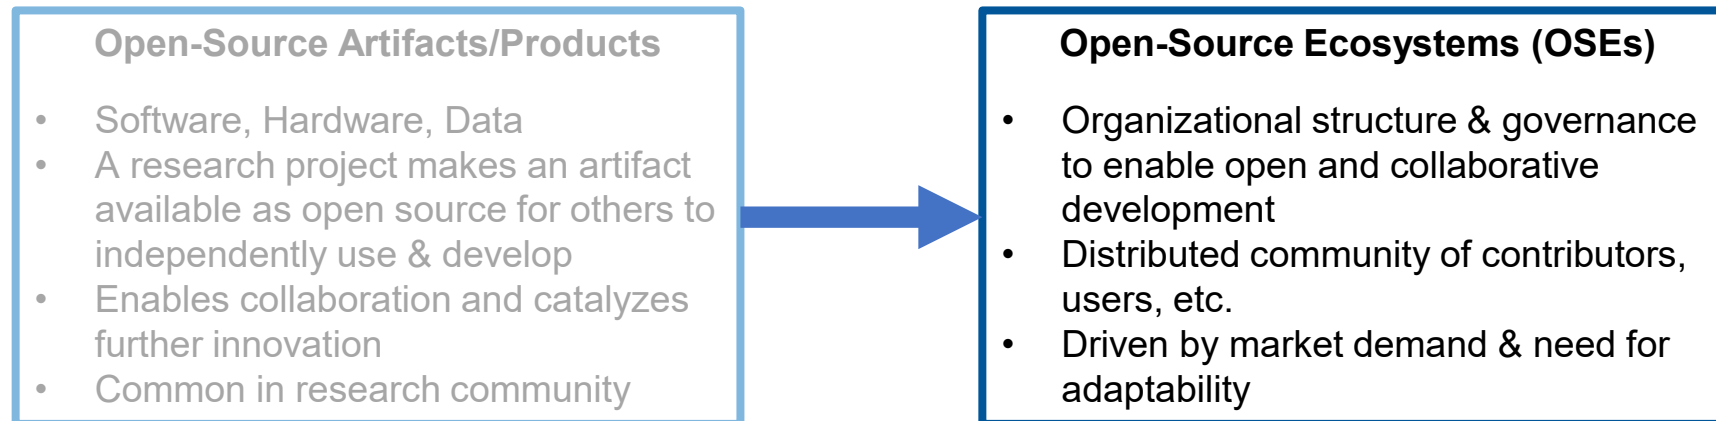 Open-Source Artifacts/Products
• Software, Hardware, Data
• A research project makes an artifact
available as open source for others to
independently use & develop
• Enables collaboration and catalyzes
further innovation
• Common in research community
Open-Source Ecosystems (OSEs)
• Organizational structure & governance
to enable open and collaborative
development
• Distributed community of contributors,
users, etc.
• Driven by market demand & need for
adaptability